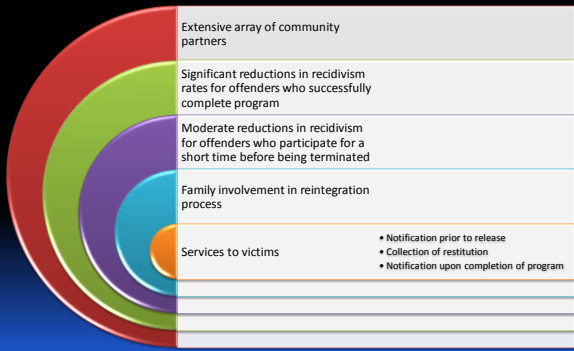 Extensive array of community
partners
Significant reductions in recidivism
rates for offenders who successfully
complete program
Moderate reductions in recidivism
for offenders who participate for a
short time before being terminated
Family involvement in reintegration
process
Services to victims
• Notification prior to release
• Collection of restitution
• Notification upon completion of program